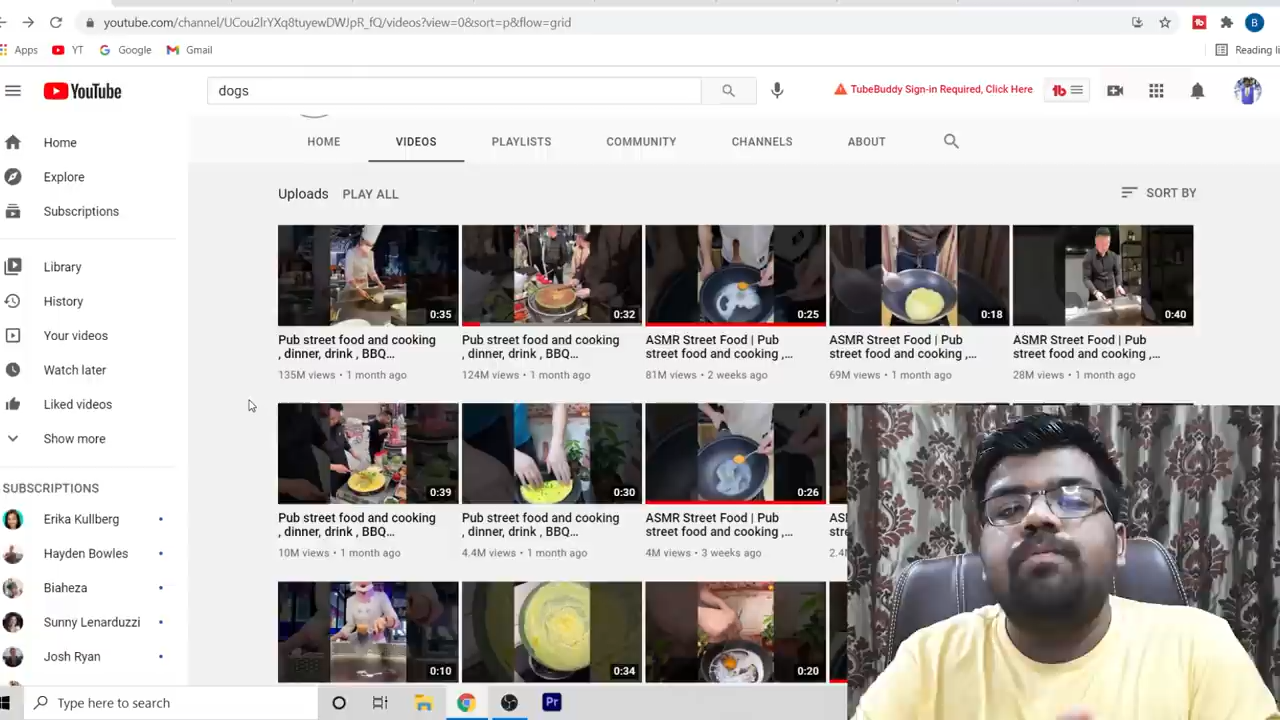 youtube.com/channel/UCou2lrYXq8tuyewDWJpR_fQ/videos?view=0&sort=p&flow=grid
Apps YT Google Gmail Reading li
YouTube
dogs
TubeBuddy Sign-in Required, Click Here
tb
B
HOME VIDEOS PLAYLISTS COMMUNITY CHANNELS ABOUT
Home
Explore
Subscriptions
Library
History
Your videos
Watch later
Liked videos
Show more
SUBSCRIPTIONS
Erika Kullberg
Hayden Bowles
Biaheza
Sunny Lenarduzzi
Josh Ryan
Uploads PLAY ALL SORT BY
0:35 0:32 0:25 0:18 0:40
Pub street food and cooking Pub street food and cooking ASMR Street Food | Pub ASMR Street Food | Pub ASMR Street Food | Pub
, dinner, drink , BBQ... , dinner, drink , BBQ... street food and cooking ,... street food and cooking ,... street food and cooking ,...
135M views • 1 month ago 124M views • 1 month ago 81M views • 2 weeks ago 69M views • 1 month ago 28M views • 1 month ago
0:39 0:30 0:26
Pub street food and cooking Pub street food and cooking ASMR Street Food | Pub
, dinner, drink , BBQ... , dinner, drink , BBQ... street food and cooking ,...
10M views • 1 month ago 4.4M views • 1 month ago 4M views • 3 weeks ago
0:10 0:34 0:20
Type here to search
Pr